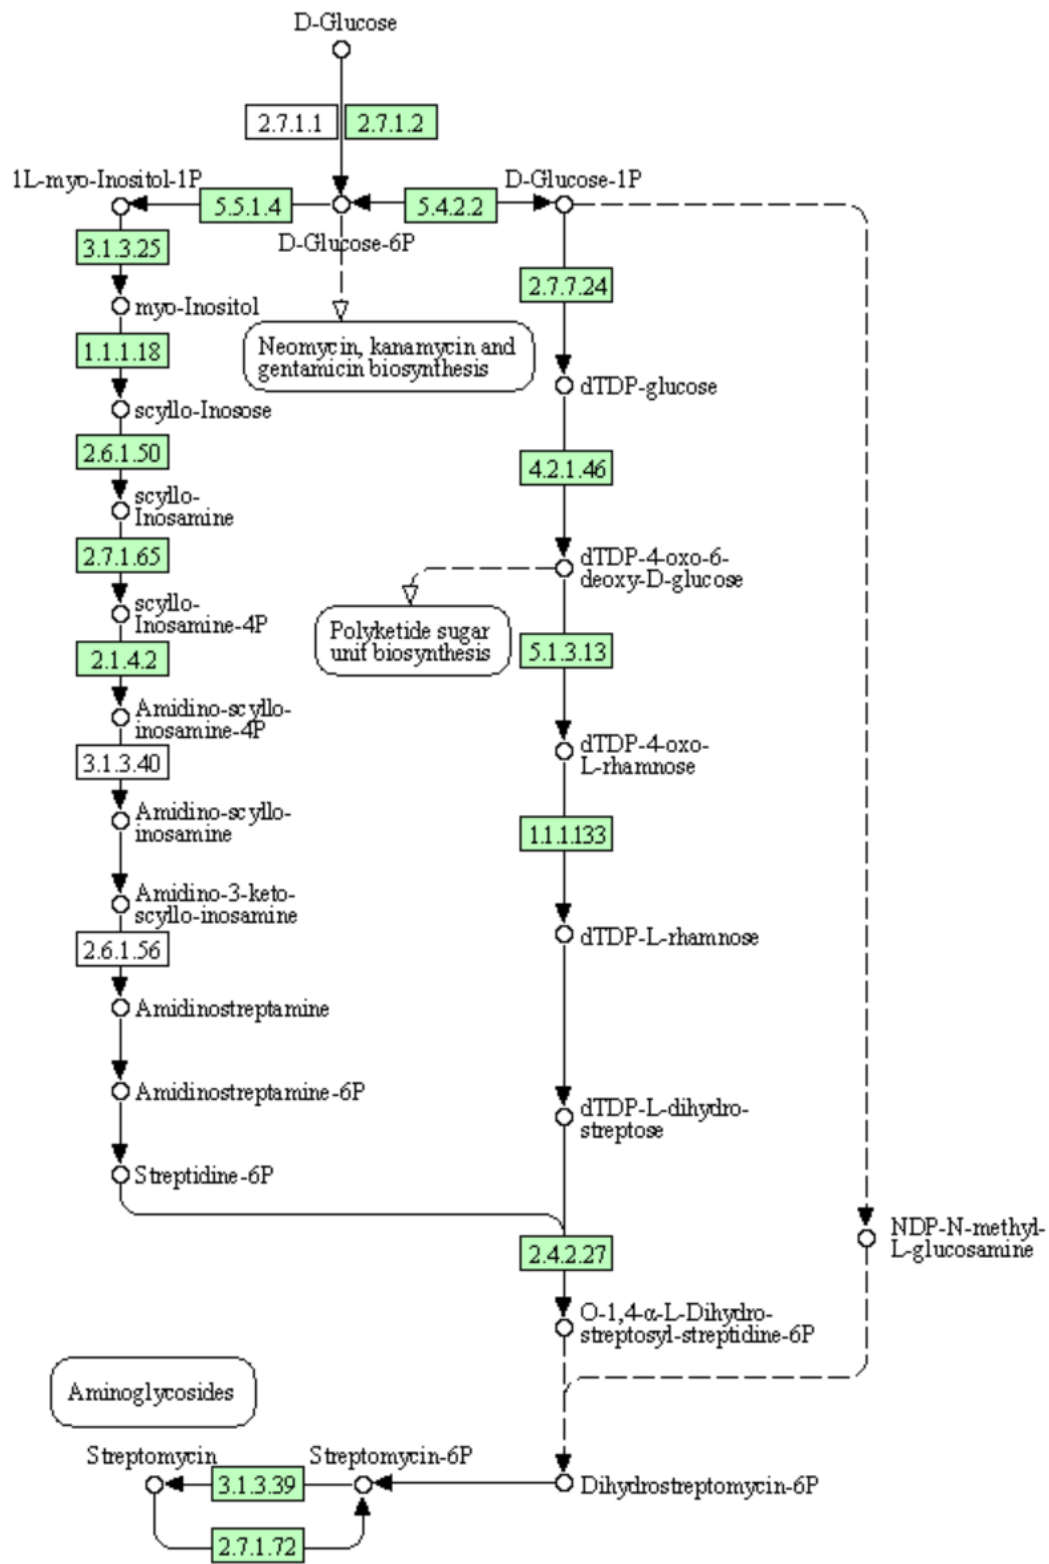 D-Glucose
2.7.1.1
2.7.1.2
1L-myo-Inositol-1P
5.5.1.4
5.4.2.2
D-Glucose-1P
D-Glucose-6P
3.1.3.25
2.7.7.24
myo-Inositol
Neomycin, kanamycin and
gentamicin biosynthesis
1.1.1.18
dTDP-glucose
scyllo-Inosose
2.6.1.50
4.2.1.46
scyllo-
Inosamine
2.7.1.65
dTDP-4-oxo-6-
deoxy-D-glucose
scyllo-
Inosamine-4P
Polyketide sugar
unit biosynthesis
5.1.3.13
2.1.4.2
Amidino-scyllo-
inosamine-4P
dTDP-4-oxo-
L-rhamnose
3.1.3.40
Amidino-scyllo-
inosamine
1.1.1.133
Amidino-3-keto-
scyllo-inosamine
dTDP-L-rhamnose
2.6.1.56
Amidinostreptamine
Amidinostreptamine-6P
dTDP-L-dihydro-
streptose
Streptidine-6P
NDP-N-methyl-
L-glucosamine
2.4.2.27
O-1,4-α-L-Dihydro-
streptosyl-streptidine-6P
Aminoglycosides
Streptomycin
Streptomycin-6P
3.1.3.39
Dihydrostreptomycin-6P
2.7.1.72